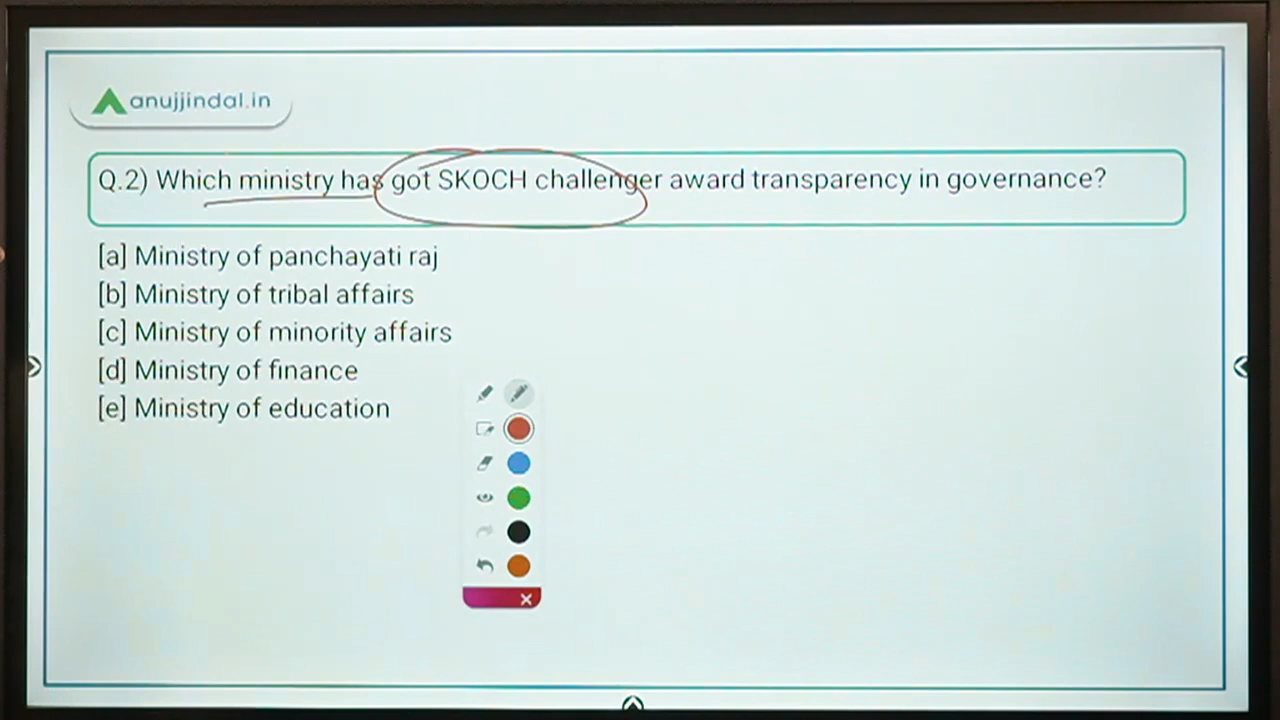 anujjindal.in
Q.2) Which ministry has got SKOCH challenger award transparency in governance?
[a] Ministry of panchayati raj
[b] Ministry of tribal affairs
[c] Ministry of minority affairs
[d] Ministry of finance
[e] Ministry of education